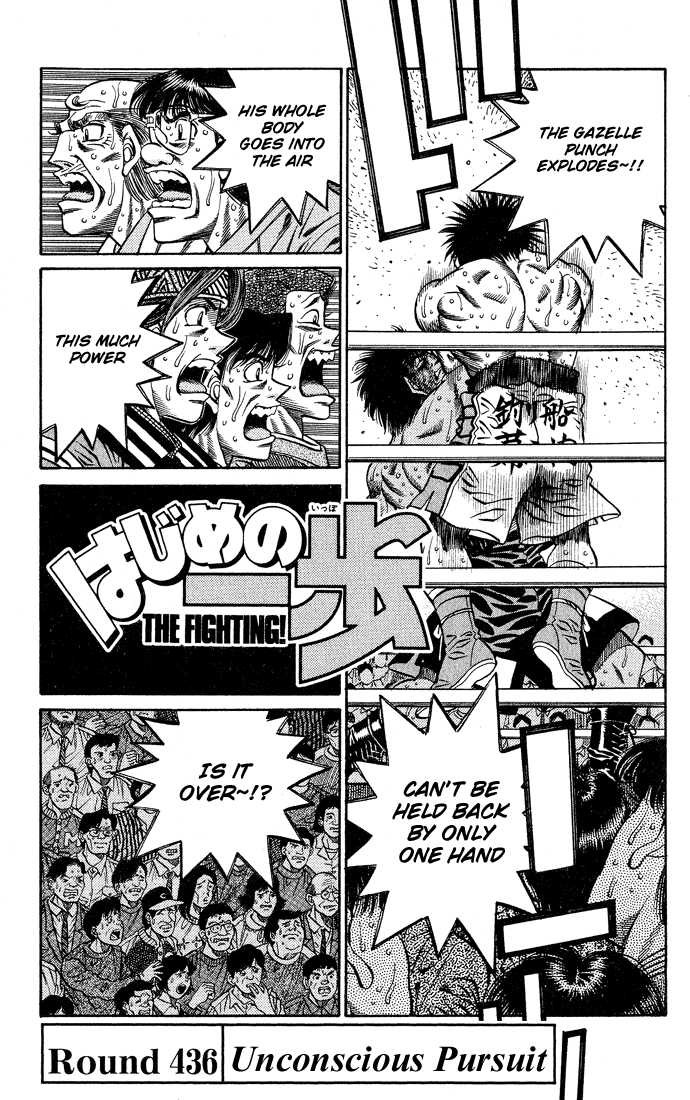 THE GAZELLE
PUNCH
EXPLODES~!!
釣
船
CAN'T BE
HELD BACK
BY ONLY
ONE HAND
HIS WHOLE
BODY
GOES INTO
THE AIR
THIS MUCH
POWER
いっぽ
はじめの一歩
THE FIGHTING!
IS IT
OVER~!?
Round 436
Unconscious Pursuit